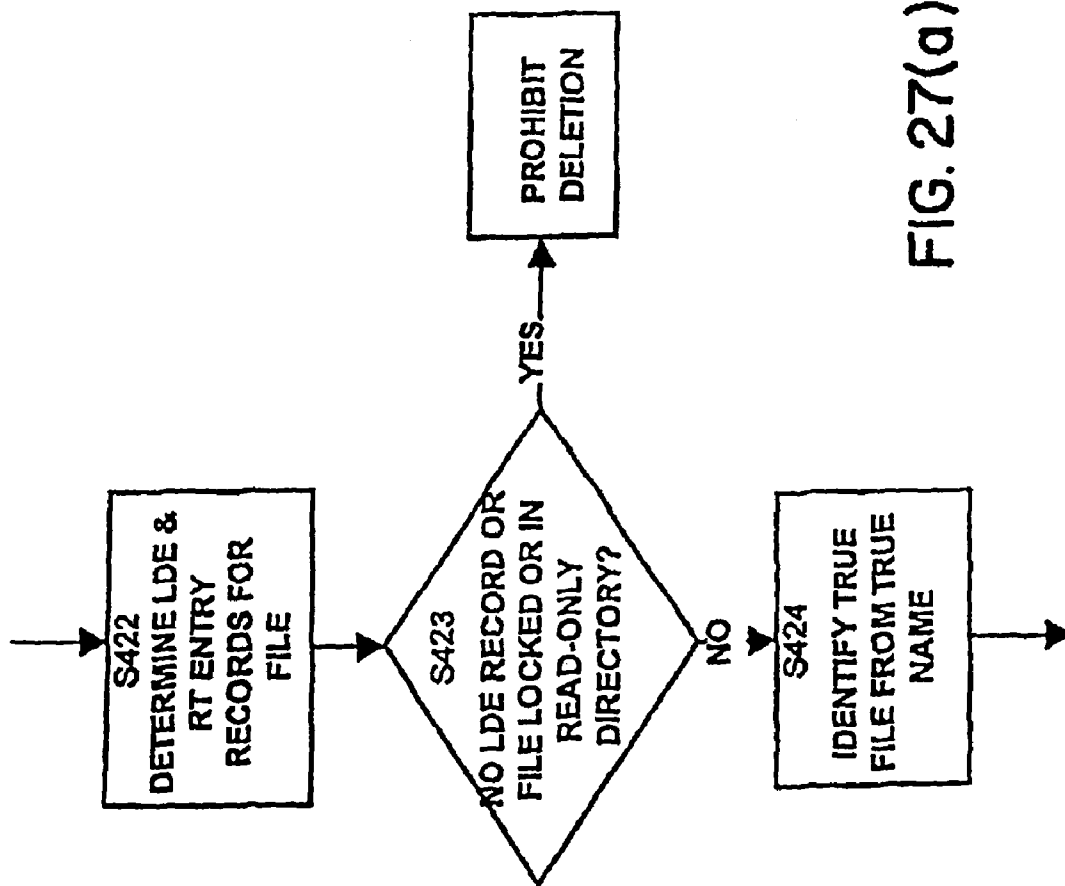 S422
DETERMINE LDE &
RT ENTRY
RECORDS FOR
FILE
S423
NO LDE RECORD OR
FILE LOCKED OR IN
READ-ONLY
DIRECTORY?
YES
PROHIBIT
DELETION
NO
S424
IDENTIFY TRUE
FILE FROM TRUE
NAME
FIG. 27(a)